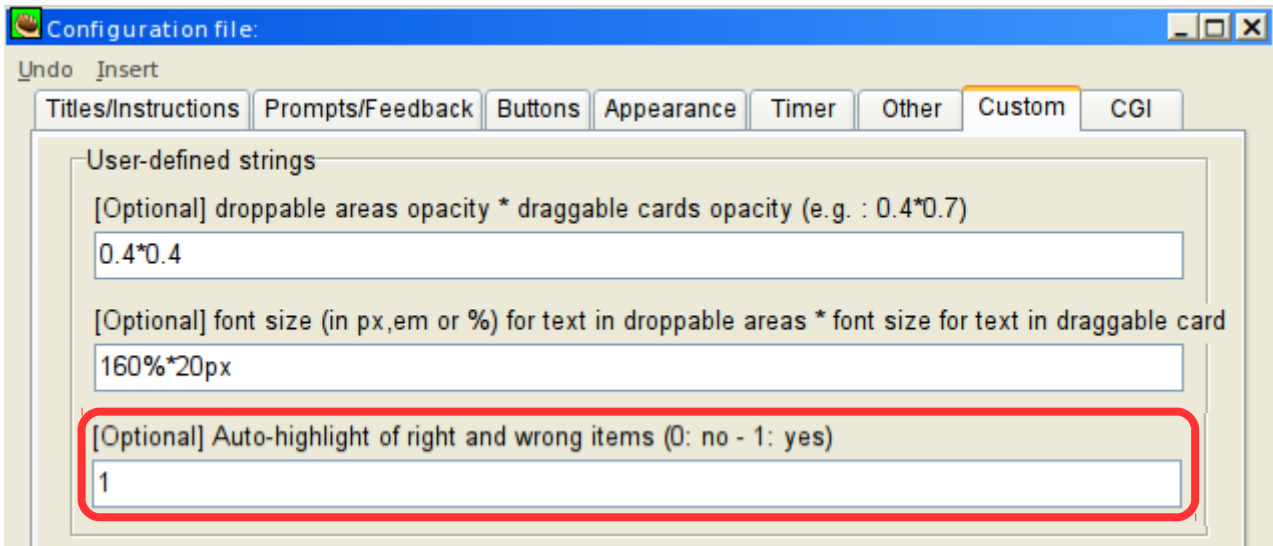 Configuration file:
Undo Insert
Titles/Instructions Prompts/Feedback Buttons Appearance Timer Other Custom CGI
User-defined strings
[Optional] droppable areas opacity * draggable cards opacity (e.g. : 0.4*0.7)
0.4*0.4
[Optional] font size (in px,em or %) for text in droppable areas * font size for text in draggable card
160%*20px
[Optional] Auto-highlight of right and wrong items (0: no - 1: yes)
1